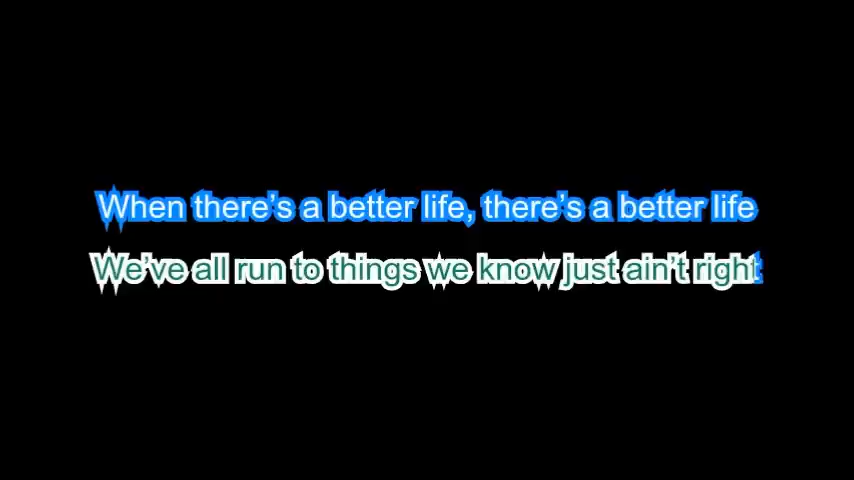 When there’s a better life, there’s a better life
We’ve all run to things we know just ain’t right